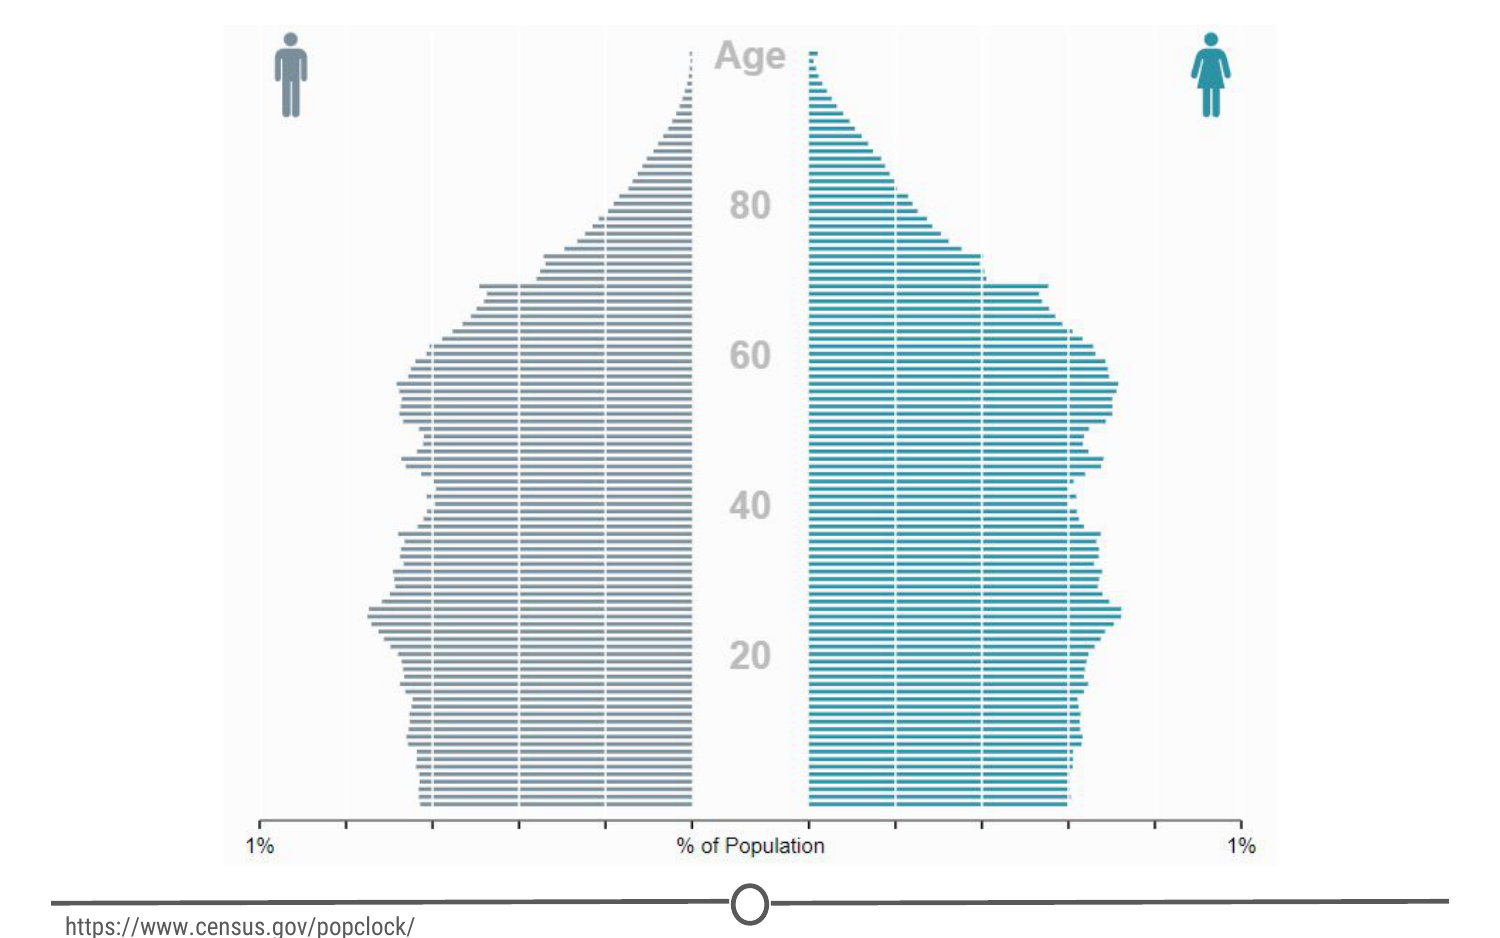 Age
80
60
40
20
1% % of Population 1%
https://www.census.gov/popclock/